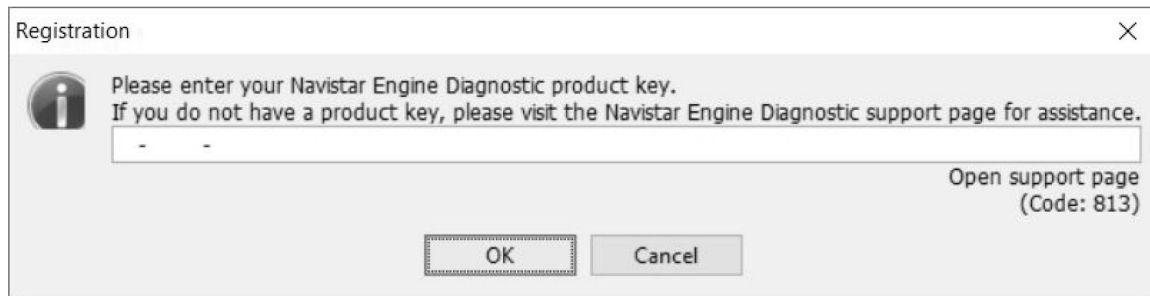 Registration
Please enter your Navistar Engine Diagnostic product key.
If you do not have a product key, please visit the Navistar Engine Diagnostic support page for assistance.
- -
Open support page
(Code: 813)
OK Cancel